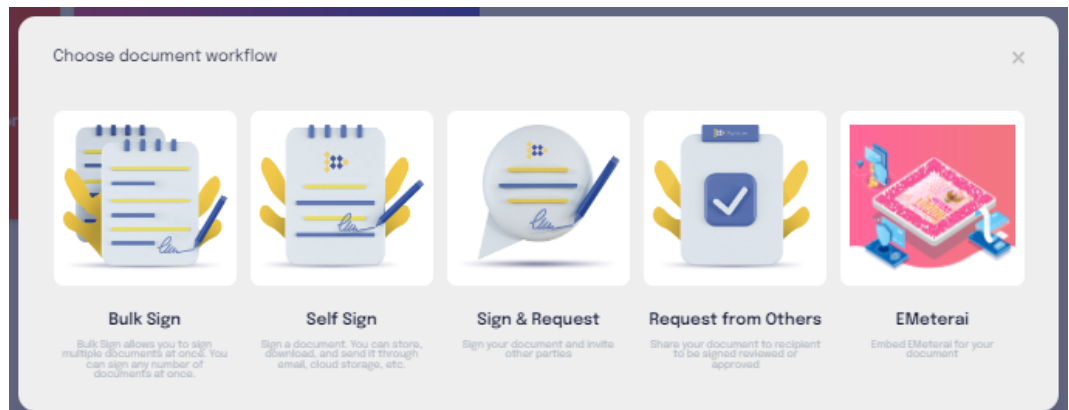 Choose document workflow
×
Bulk Sign
Bulk Sign allows you to sign
multiple documents at once. You
can sign any number of
documents at once.
Self Sign
Sign a document. You can store,
download, and send it through
email, cloud storage, etc.
Sign & Request
Sign your document and invite
other parties
Request from Others
Share your document to recipient
to be signed reviewed or
approved
EMeterai
Embed EMeterai for your
document